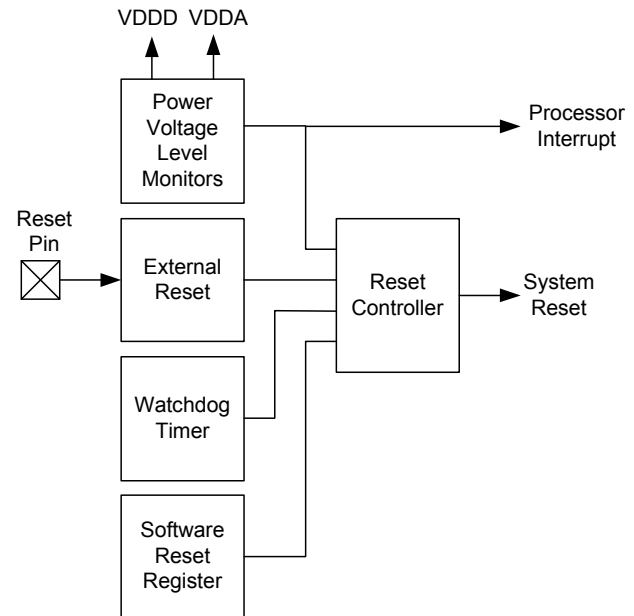 VDDD VDDA
Power
Voltage
Level
Monitors
Processor
Interrupt
Reset
Pin
External
Reset
Reset
Controller
System
Reset
Watchdog
Timer
Software
Reset
Register